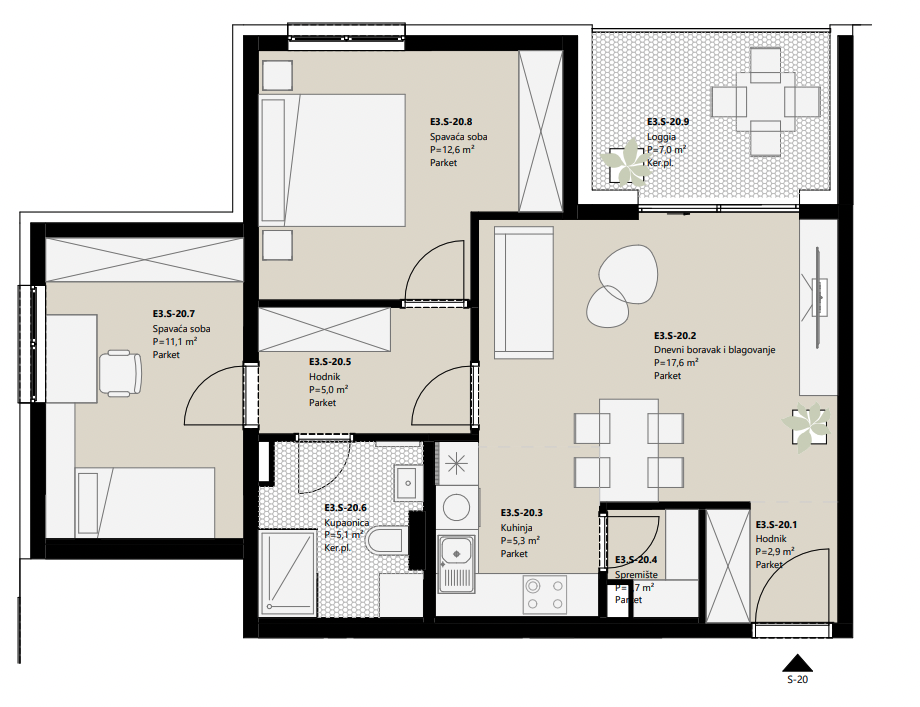 E3.S-20.8
Spavaća soba
P=12,6 m²
Parket
E3.S-20.9
Loggia
P=7,0 m²
Ker.pl.
E3.S-20.7
Spavaća soba
P=11,1 m²
Parket
E3.S-20.5
Hodnik
P=5,0 m²
Parket
E3.S-20.2
Dnevni boravak i blagovanje
P=17,6 m²
Parket
E3.S-20.6
Kupaonica
P=5,1 m²
Ker.pl.
E3.S-20.3
Kuhinja
P=5,3 m²
Parket
E3.S-20.4
Spremište
m²
Parket
E3.S-20.1
Hodnik
P=2,9 m²
Parket
S-20